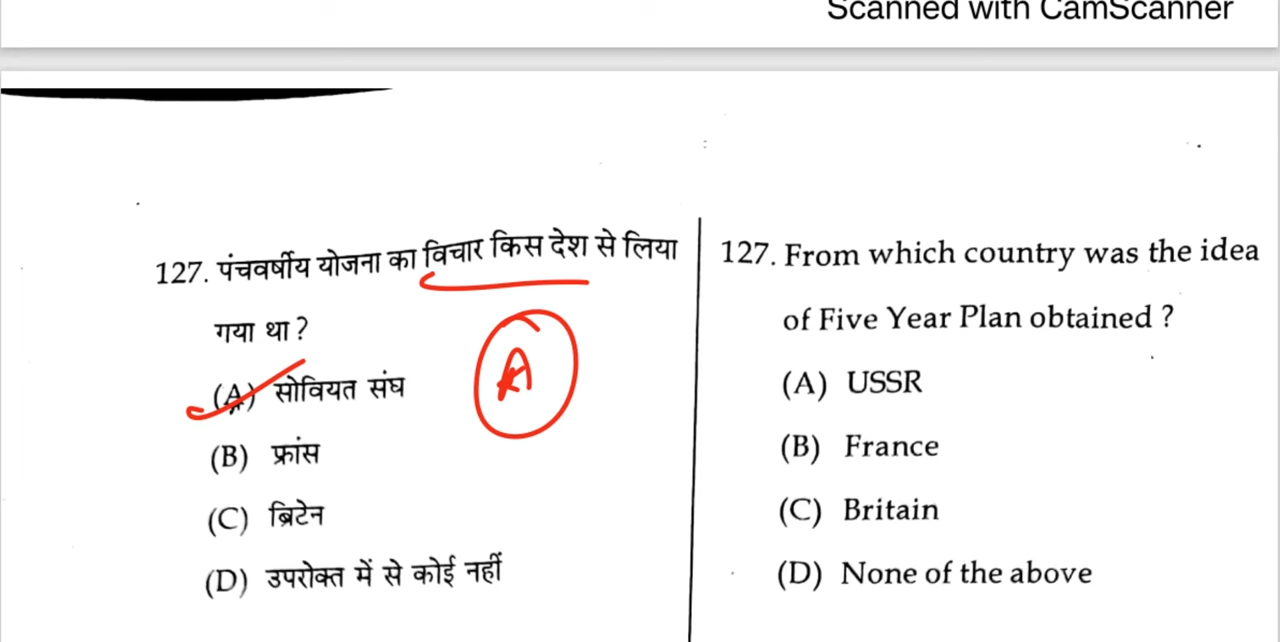 Scanned with CamScanner
127. पंचवर्षीय योजना का विचार किस देश से लिया
गया था ?
(A) सोवियत संघ
A
(B) फ्रांस
(C) ब्रिटेन
(D) उपरोक्त में से कोई नहीं
127. From which country was the idea
of Five Year Plan obtained ?
(A) USSR
(B) France
(C) Britain
(D) None of the above